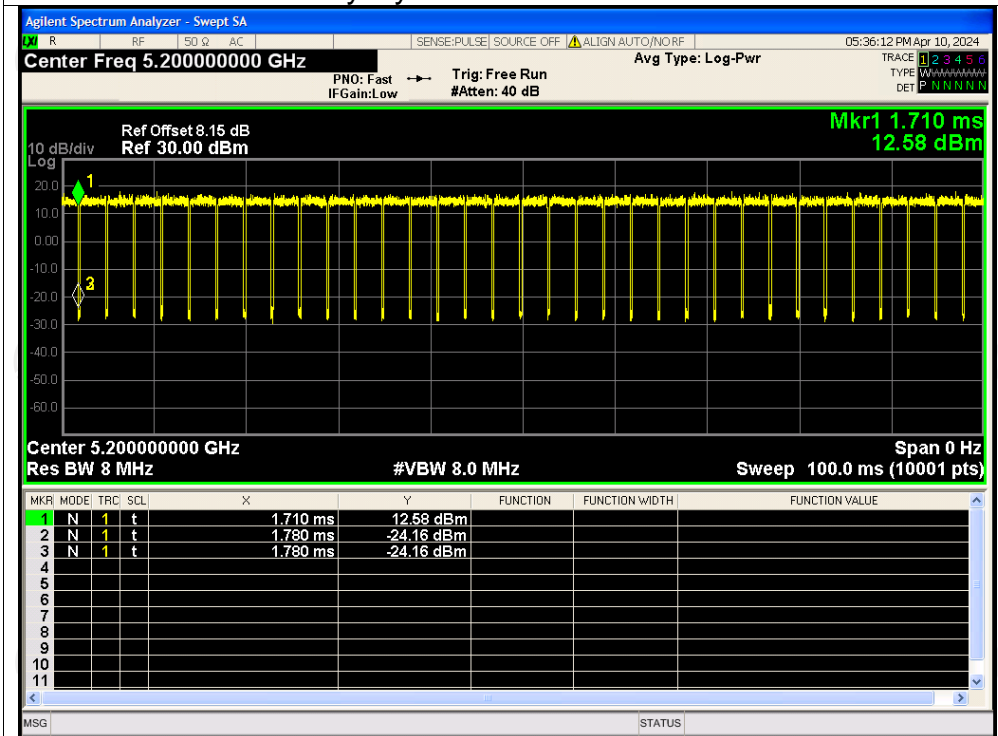 Agilent Spectrum Analyzer - Swept SA
LXI R RF 50 Ω AC SENSE:PULSE SOURCE OFF ALIGN AUTO/NO RF 05:36:12 PM Apr 10, 2024
Center Freq 5.200000000 GHz Avg Type: Log-Pwr TRACE 1 2 3 4 5 6
PNO: Fast Trig: Free Run TYPE W
IFGain:Low #Atten: 40 dB DET P N N N N N
Mkr1 1.710 ms
Ref Offset 8.15 dB
10 dB/div Ref 30.00 dBm 12.58 dBm
Log
20.0
1
10.0
0.00
-10.0
3
-20.0
-30.0
-40.0
-50.0
-60.0
Center 5.200000000 GHz Span 0 Hz
Res BW 8 MHz #VBW 8.0 MHz Sweep 100.0 ms (10001 pts)
MKR MODE TRC SCL X Y FUNCTION FUNCTION WIDTH FUNCTION VALUE
1 N 1 t 1.710 ms 12.58 dBm
2 N 1 t 1.780 ms -24.16 dBm
3 N 1 t 1.780 ms -24.16 dBm
4
5
6
7
8
9
10
11
MSG STATUS